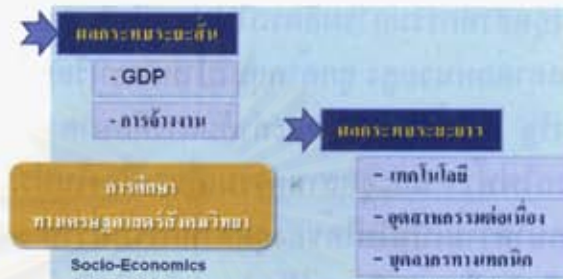 ผลกระทบระยะสั้น
- GDP
- การจ้างงาน
ผลกระทบระยะยาว
- เทคโนโลยี
- อุตสาหกรรมต่อเนื่อง
- บุคลากรทางเทคนิค
การศึกษา
ทางเศรษฐศาสตร์สังคมวิทยา
Socio-Economics